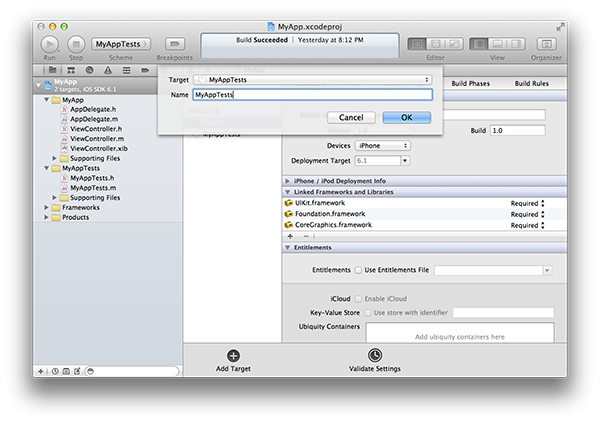 MyApp.xcodeproj
Run
Stop
MyAppTests
Scheme
Breakpoints
Build Succeeded | Yesterday at 8:12 PM
Editor
View
Organizer
MyApp
2 targets, iOS SDK 6.1
MyApp
AppDelegate.h
AppDelegate.m
ViewController.h
ViewController.m
ViewController.xib
Supporting Files
MyAppTests
MyAppTests.h
MyAppTests.m
Supporting Files
Frameworks
Products
Target
MyAppTests
Name
MyAppTests
Cancel
OK
MyAppTests
Build Phases
Build Rules
Build
1.0
Devices
iPhone
Deployment Target
6.1
iPhone / iPod Deployment Info
Linked Frameworks and Libraries
UIKit.framework
Required
Foundation.framework
Required
CoreGraphics.framework
Required
Entitlements
Entitlements
Use Entitlements File
iCloud
Enable iCloud
Key-Value Store
Use store with identifier
Ubiquity Containers
Add ubiquity containers here
Add Target
Validate Settings